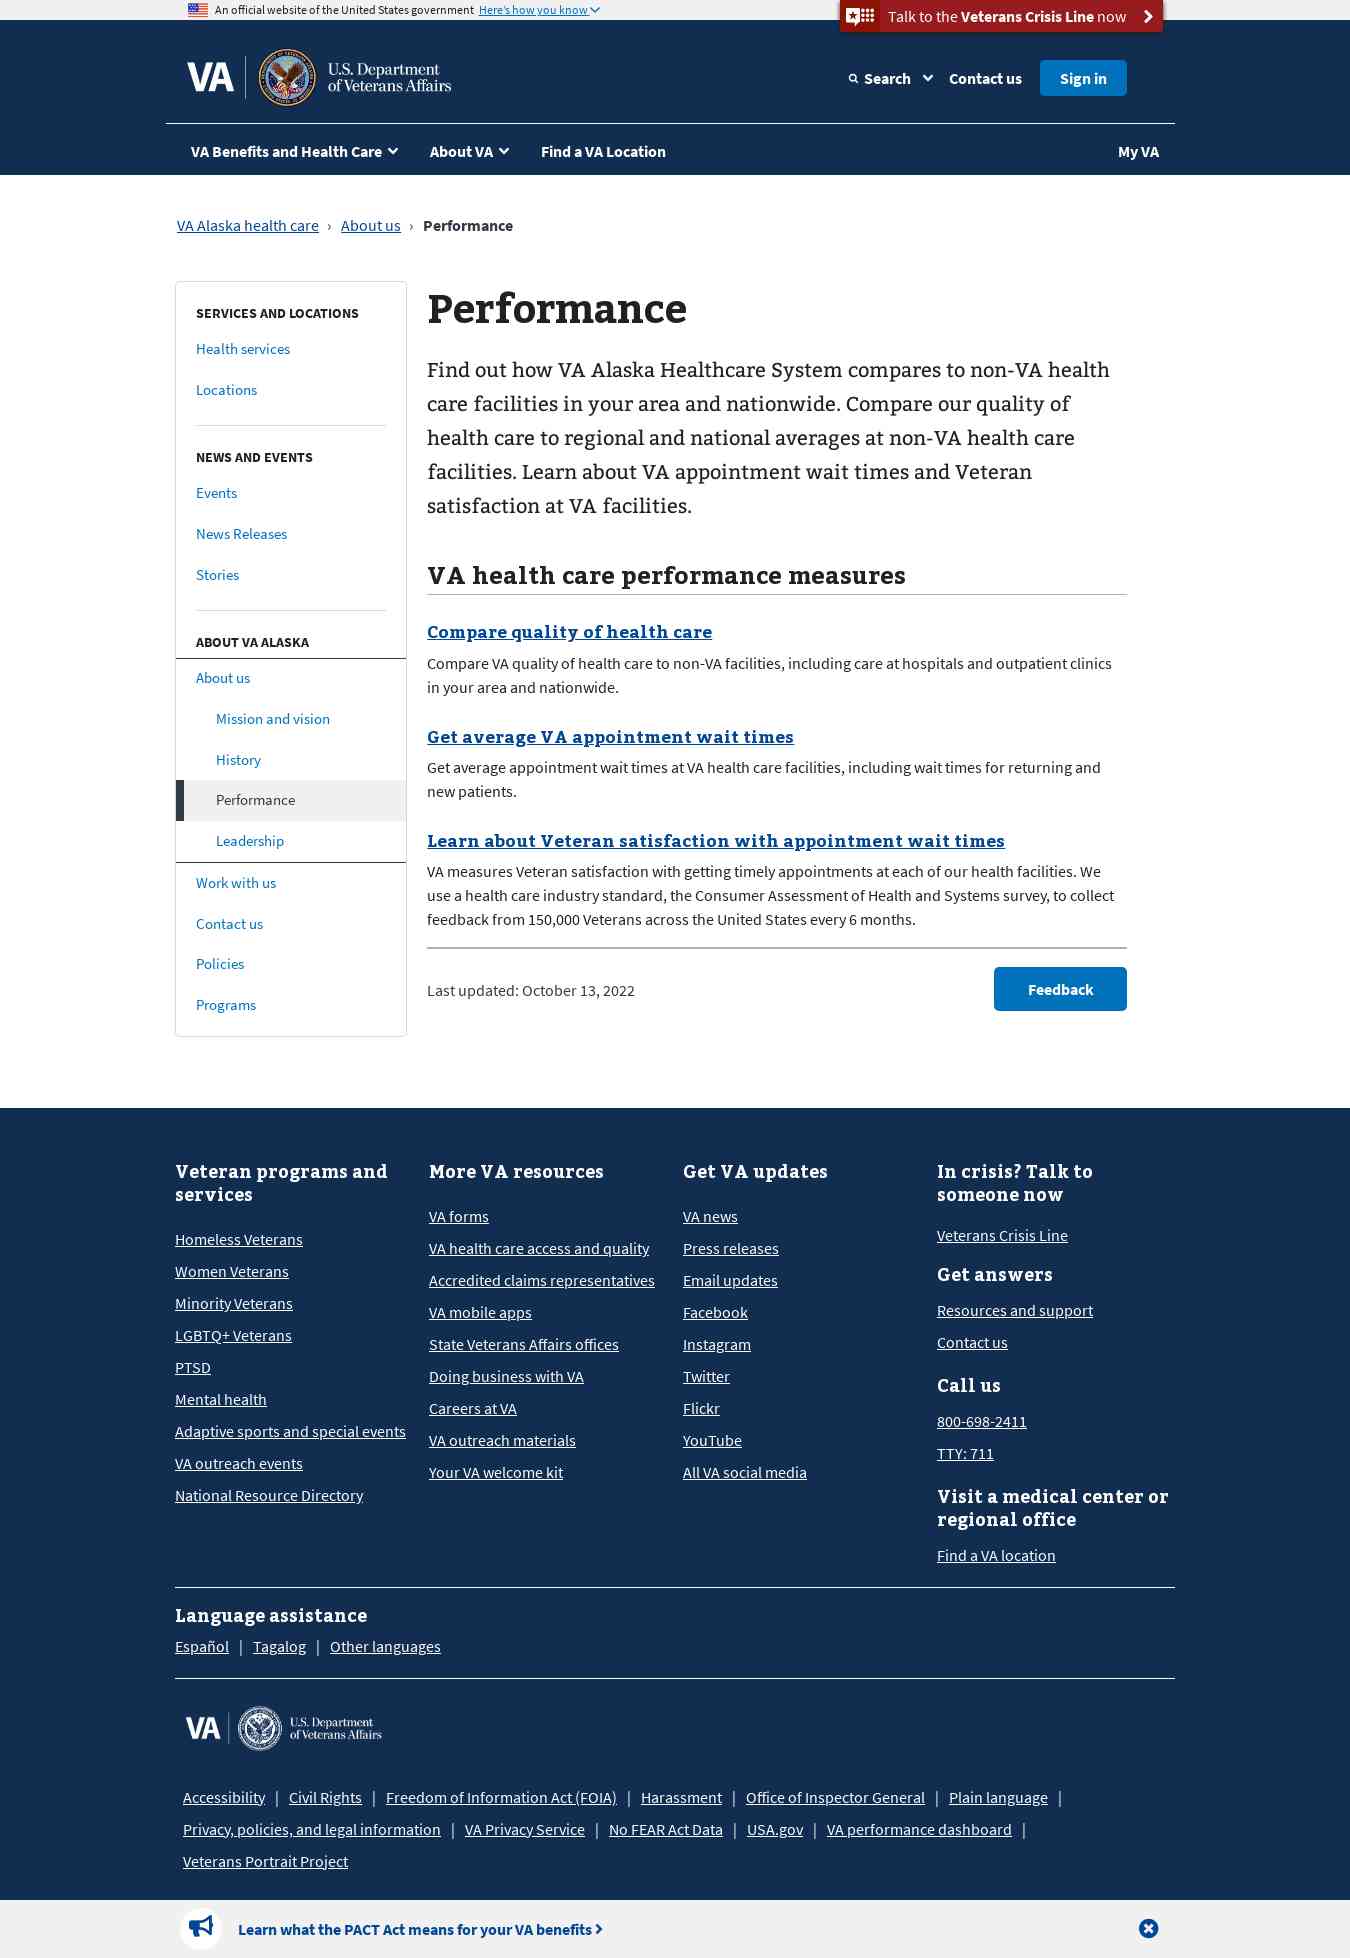 An official website of the United States government Here's how you know
Talk to the Veterans Crisis Line now
VA
U.S. Department
of Veterans Affairs
Search
Contact us
Sign in
VA Benefits and Health Care
About VA
Find a VA Location
My VA
VA Alaska health care › About us › Performance
SERVICES AND LOCATIONS
Health services
Locations
NEWS AND EVENTS
Events
News Releases
Stories
ABOUT VA ALASKA
About us
Mission and vision
History
Performance
Leadership
Work with us
Contact us
Policies
Programs
Performance
Find out how VA Alaska Healthcare System compares to non-VA health
care facilities in your area and nationwide. Compare our quality of
health care to regional and national averages at non-VA health care
facilities. Learn about VA appointment wait times and Veteran
satisfaction at VA facilities.
VA health care performance measures
Compare quality of health care
Compare VA quality of health care to non-VA facilities, including care at hospitals and outpatient clinics
in your area and nationwide.
Get average VA appointment wait times
Get average appointment wait times at VA health care facilities, including wait times for returning and
new patients.
Learn about Veteran satisfaction with appointment wait times
VA measures Veteran satisfaction with getting timely appointments at each of our health facilities. We
use a health care industry standard, the Consumer Assessment of Health and Systems survey, to collect
feedback from 150,000 Veterans across the United States every 6 months.
Last updated: October 13, 2022
Feedback
Veteran programs and
services
Homeless Veterans
Women Veterans
Minority Veterans
LGBTQ+ Veterans
PTSD
Mental health
Adaptive sports and special events
VA outreach events
National Resource Directory
More VA resources
VA forms
VA health care access and quality
Accredited claims representatives
VA mobile apps
State Veterans Affairs offices
Doing business with VA
Careers at VA
VA outreach materials
Your VA welcome kit
Get VA updates
VA news
Press releases
Email updates
Facebook
Instagram
Twitter
Flickr
YouTube
All VA social media
In crisis? Talk to
someone now
Veterans Crisis Line
Get answers
Resources and support
Contact us
Call us
800-698-2411
TTY: 711
Visit a medical center or
regional office
Find a VA location
Language assistance
Español | Tagalog | Other languages
VA
U.S. Department
of Veterans Affairs
Accessibility | Civil Rights | Freedom of Information Act (FOIA) | Harassment | Office of Inspector General | Plain language |
Privacy, policies, and legal information | VA Privacy Service | No FEAR Act Data | USA.gov | VA performance dashboard |
Veterans Portrait Project
Learn what the PACT Act means for your VA benefits